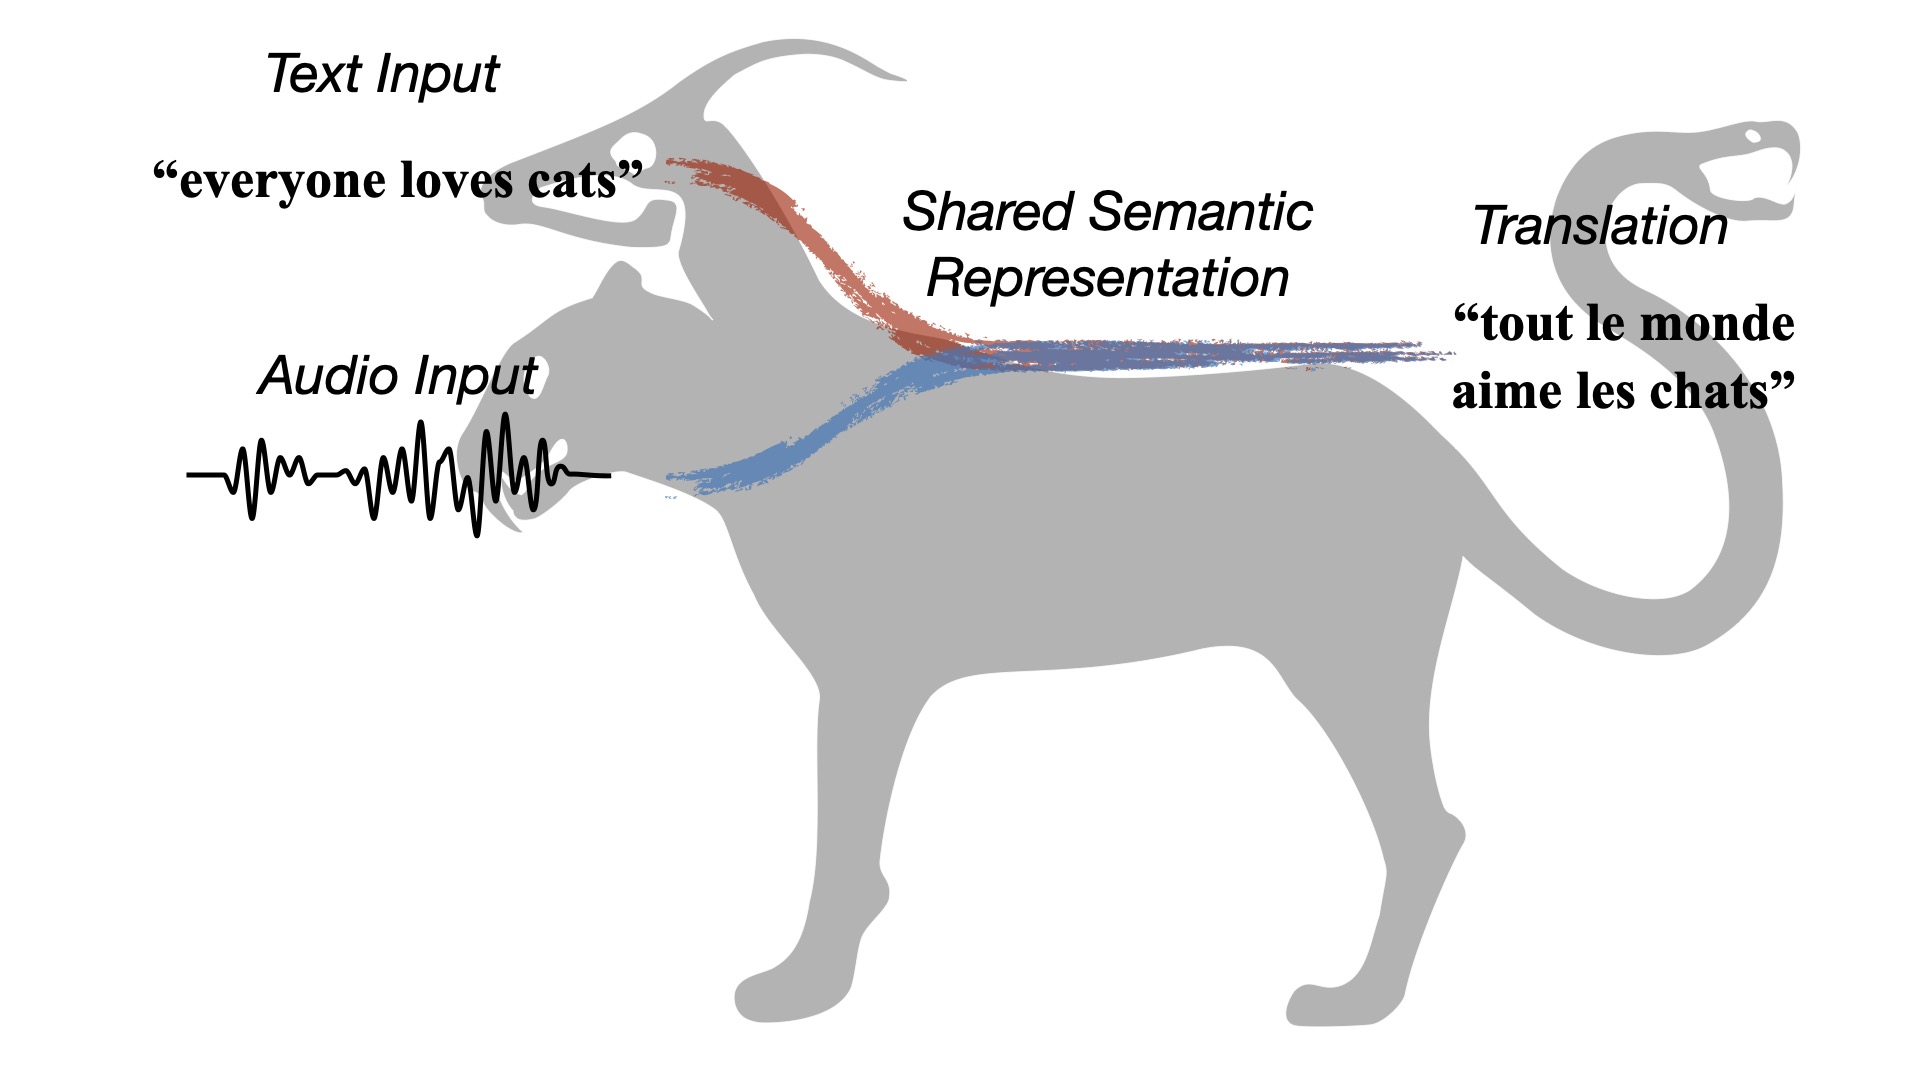 Text Input
“everyone loves cats”
Audio Input
Shared Semantic
Representation
Translation
“tout le monde
aime les chats”